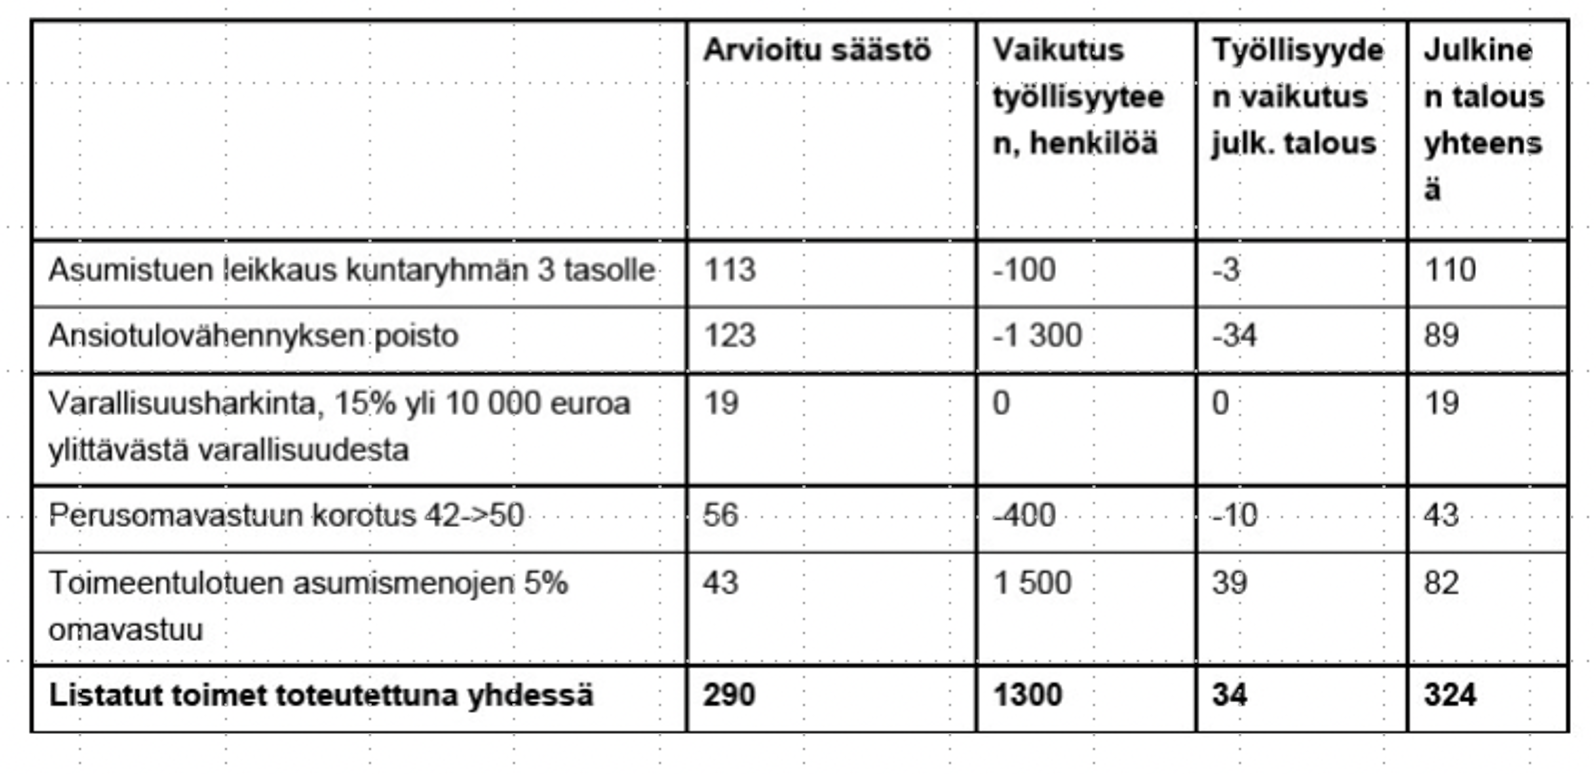 Arvioitu säästö
Vaikutus
työllisyytee
n, henkilöä
Työllisyyde
n vaikutus
julk. talous
Julkine
n talous
yhteens
ä
Asumistuen leikkaus kuntaryhmän 3 tasolle 113 -100 -3 110
Ansiotulovähennyksen poisto 123 -1 300 -34 89
Varallisuusharkinta, 15% yli 10 000 euroa
ylittävästä varallisuudesta
19 0 0 19
Perusomavastuun korotus 42->50 56 -400 -10 43
Toimeentulotuen asumismenojen 5%
omavastuu
43 1 500 39 82
Listatut toimet toteutettuna yhdessä 290 1300 34 324